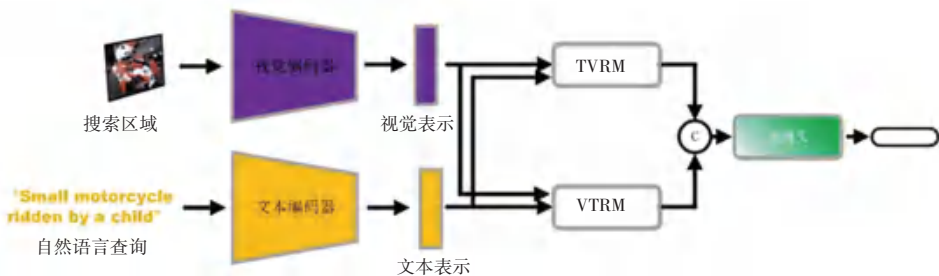 搜索区域
视觉编码器
视觉表示
TVRM
C
"Small motorcycle
ridden by a child"
自然语言查询
文本编码器
文本表示
VTRM